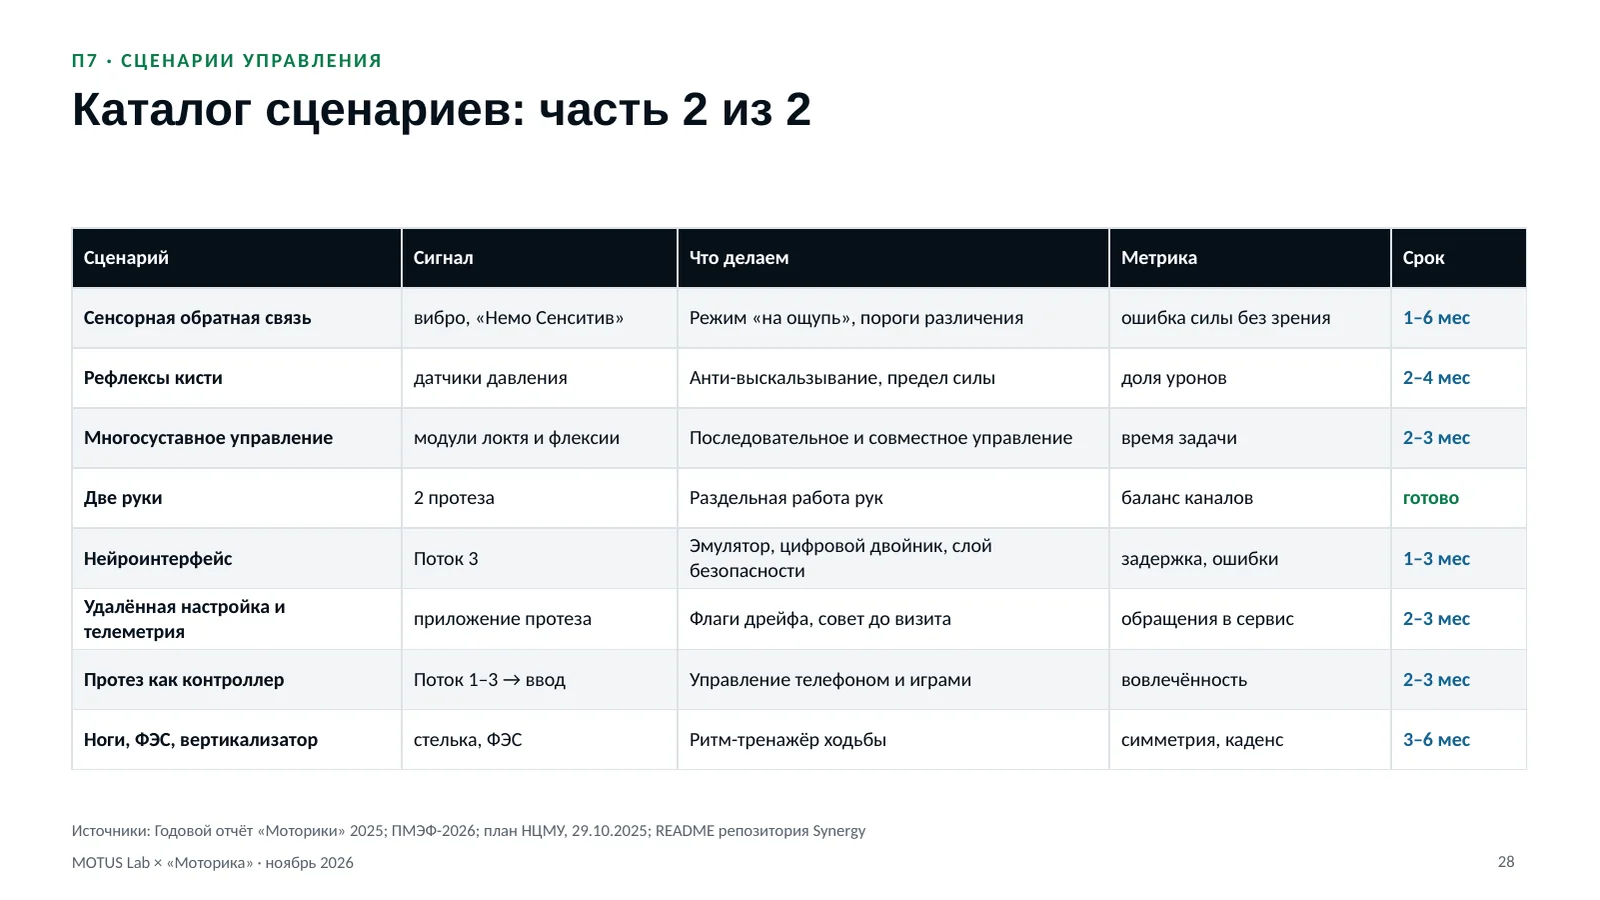 П7 · СЦЕНАРИИ УПРАВЛЕНИЯ
Каталог сценариев: часть 2 из 2
Сценарий Сигнал Что делаем Метрика Срок
Сенсорная обратная связь вибро, «Немо Сенситив» Режим «на ощупь», пороги различения ошибка силы без зрения 1–6 мес
Рефлексы кисти датчики давления Анти-выскальзывание, предел силы доля уронов 2–4 мес
Многосуставное управление модули локтя и флексии Последовательное и совместное управление время задачи 2–3 мес
Две руки 2 протеза Раздельная работа рук баланс каналов готово
Нейроинтерфейс Поток 3 Эмулятор, цифровой двойник, слой
безопасности задержка, ошибки 1–3 мес
Удалённая настройка и
телеметрия приложение протеза Флаги дрейфа, совет до визита обращения в сервис 2–3 мес
Протез как контроллер Поток 1–3 → ввод Управление телефоном и играми вовлечённость 2–3 мес
Ноги, ФЭС, вертикализатор стелька, ФЭС Ритм-тренажёр ходьбы симметрия, каденс 3–6 мес
Источники: Годовой отчёт «Моторики» 2025; ПМЭФ-2026; план НЦМУ, 29.10.2025; README репозитория Synergy
MOTUS Lab × «Моторика» · ноябрь 2026 28